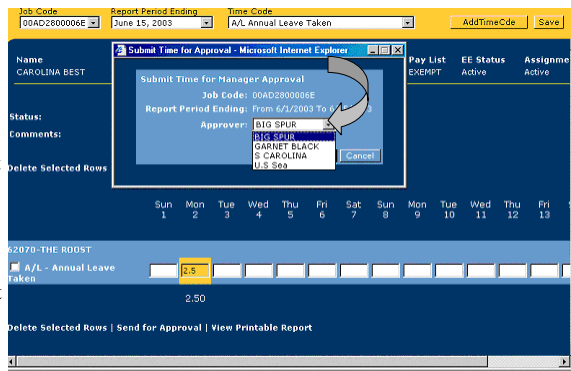 Job Code Report Period Ending Time Code
00AD2800006E June 15, 2003 A/L Annual Leave Taken AddTimeCde Save
Submit Time for Approval - Microsoft Internet Explorer
Name Pay List EE Status Assignme
CAROLINA BEST EXEMPT Active Active
Submit Time for Manager Approval
Job Code: 00AD2800006E
Report Period Ending: From 6/1/2003 To 6 3
Status:
Approver: BIG SPUR
Comments:
BIG SPUR
GARNET BLACK
S CAROLINA
U.S Sea
Cancel
Delete Selected Rows
Sun Mon Tue Wed Thu Fri Sat Sun Mon Tue Wed Thu Fri
1 2 3 4 5 6 7 8 9 10 11 12 13
62070-THE ROOST
A/L - Annual Leave
Taken
2.5
2.50
Delete Selected Rows | Send for Approval | View Printable Report